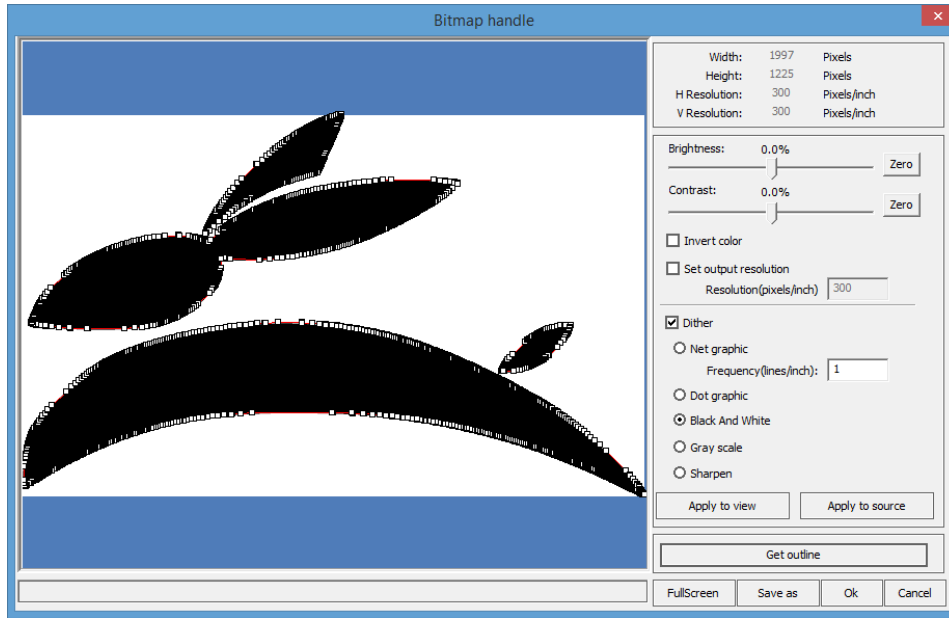 Bitmap handle
Width: 1997 Pixels
Height: 1225 Pixels
H Resolution: 300 Pixels/inch
V Resolution: 300 Pixels/inch
Brightness: 0.0%
Zero
Contrast: 0.0%
Zero
Invert color
Set output resolution
Resolution(pixels/inch) 300
Dither
Net graphic
Frequency(lines/inch): 1
Dot graphic
Black And White
Gray scale
Sharpen
Apply to view Apply to source
Get outline
FullScreen Save as Ok Cancel